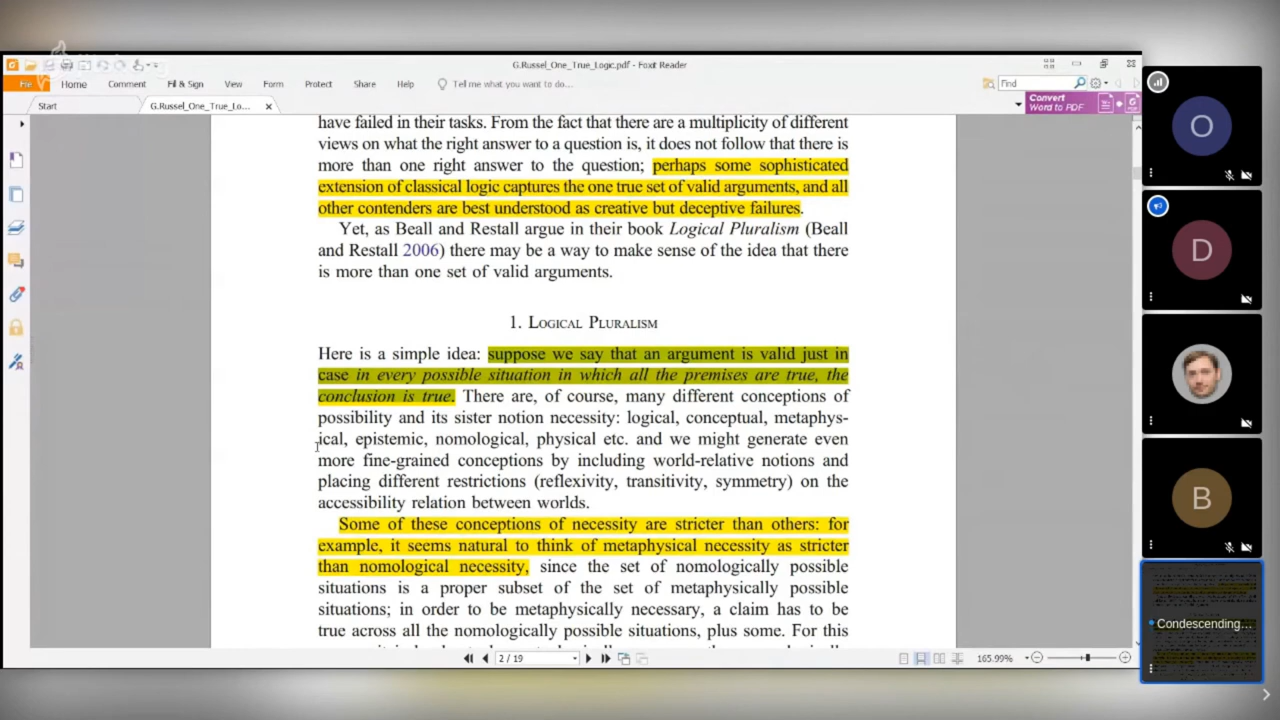 G.Russel_One_True_Logic.pdf - Foxit Reader
File
Home
Comment
Fill & Sign
View
Form
Protect
Share
Help
Tell me what you want to do...
Find
Start
G.Russel_One_True_Lo...
Convert
Word to PDF
have failed in their tasks. From the fact that there are a multiplicity of different
views on what the right answer to a question is, it does not follow that there is
more than one right answer to the question; perhaps some sophisticated
extension of classical logic captures the one true set of valid arguments, and all
other contenders are best understood as creative but deceptive failures.
Yet, as Beall and Restall argue in their book Logical Pluralism (Beall
and Restall 2006) there may be a way to make sense of the idea that there
is more than one set of valid arguments.
1. LOGICAL PLURALISM
Here is a simple idea: suppose we say that an argument is valid just in
case in every possible situation in which all the premises are true, the
conclusion is true. There are, of course, many different conceptions of
possibility and its sister notion necessity: logical, conceptual, metaphys-
ical, epistemic, nomological, physical etc. and we might generate even
more fine-grained conceptions by including world-relative notions and
placing different restrictions (reflexivity, transitivity, symmetry) on the
accessibility relation between worlds.
Some of these conceptions of necessity are stricter than others: for
example, it seems natural to think of metaphysical necessity as stricter
than nomological necessity, since the set of nomologically possible
situations is a proper subset of the set of metaphysically possible
situations; in order to be metaphysically necessary, a claim has to be
true across all the nomologically possible situations, plus some. For this
2 / 19
165.99%
O
D
B
Condescending...